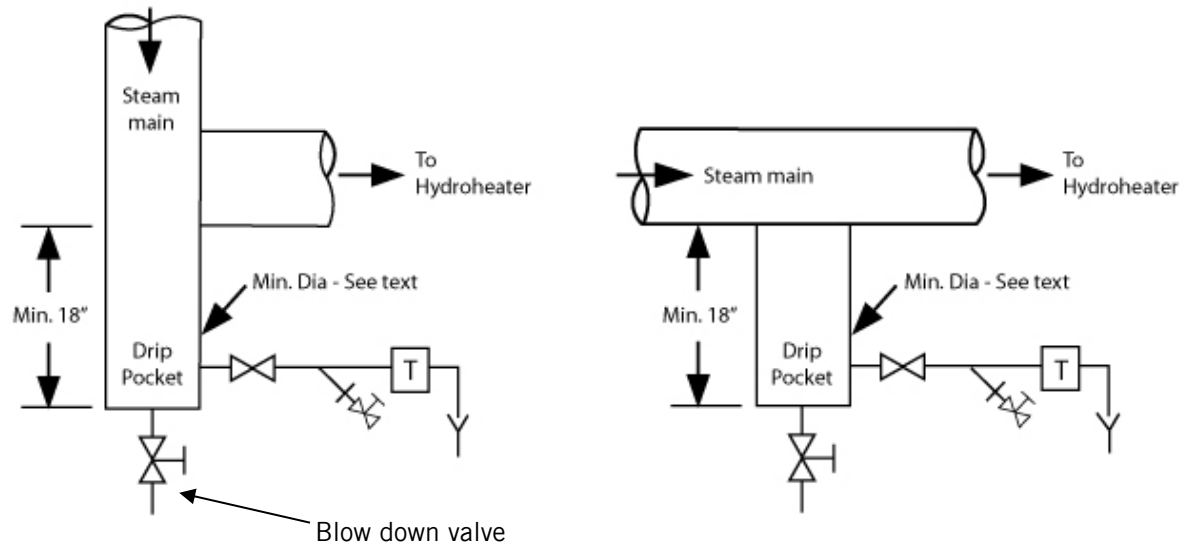 Steam
main
To
Hydroheater
Min. Dia - See text
Min. 18"
Drip
Pocket
T
Blow down valve
Steam main
To
Hydroheater
Min. Dia - See text
Min. 18"
Drip
Pocket
T